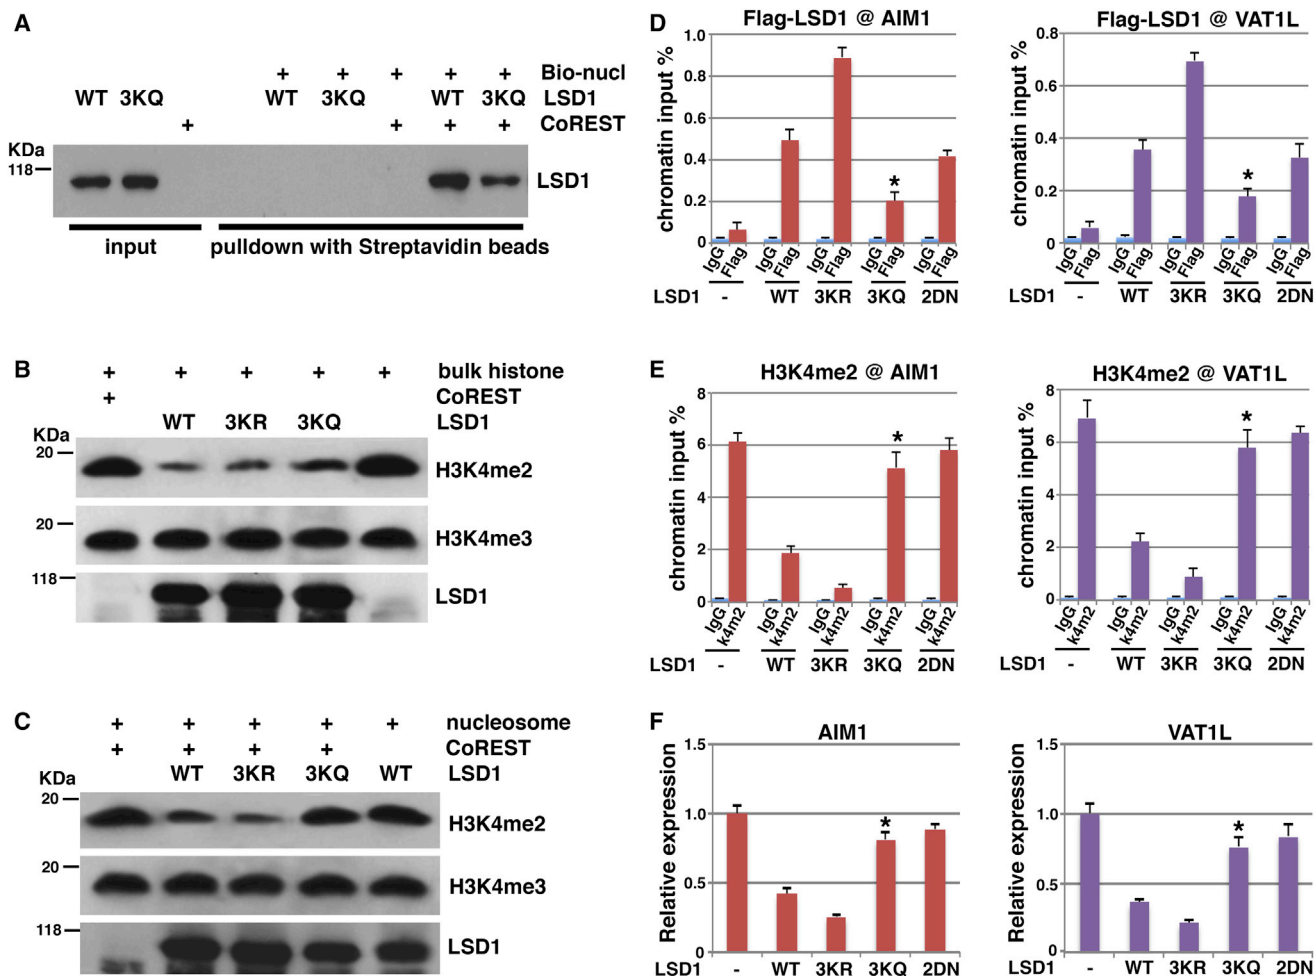 A
+ + + + + Bio-nucl
WT 3KQ WT 3KQ WT 3KQ LSD1
+ + + + CoREST
KDa
118
LSD1
input
pulldown with Streptavidin beads
B
+ + + + + bulk histone
+ CoREST
WT 3KR 3KQ LSD1
KDa
20
H3K4me2
20
H3K4me3
118
LSD1
C
+ + + + + nucleosome
+ + + + CoREST
WT 3KR 3KQ WT LSD1
KDa
20
H3K4me2
20
H3K4me3
118
LSD1
D
Flag-LSD1 @ AIM1
chromatin input %
1.0
0.8
0.6
0.4
0.2
0
*
IgG Flag IgG Flag IgG Flag IgG Flag IgG Flag
LSD1 - WT 3KR 3KQ 2DN
Flag-LSD1 @ VAT1L
chromatin input %
0.8
0.6
0.4
0.2
0
*
IgG Flag IgG Flag IgG Flag IgG Flag IgG Flag
LSD1 - WT 3KR 3KQ 2DN
E
H3K4me2 @ AIM1
chromatin input %
8
6
4
2
0
*
IgG k4m2 IgG k4m2 IgG k4m2 IgG k4m2 IgG k4m2
LSD1 - WT 3KR 3KQ 2DN
H3K4me2 @ VAT1L
chromatin input %
8
6
4
2
0
*
IgG k4m2 IgG k4m2 IgG k4m2 IgG k4m2 IgG k4m2
LSD1 - WT 3KR 3KQ 2DN
F
AIM1
Relative expression
1.5
1.0
0.5
0
*
LSD1 - WT 3KR 3KQ 2DN
VAT1L
Relative expression
1.5
1.0
0.5
0
*
LSD1 - WT 3KR 3KQ 2DN